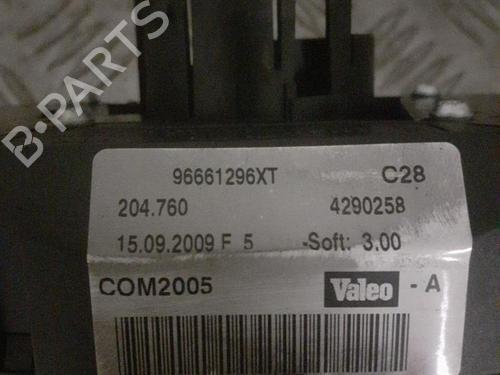 B-PARTS
96661296XT C28
204.760 4290258
15.09.2009 F 5 -Soft: 3.00
COM2005 Valeo - A